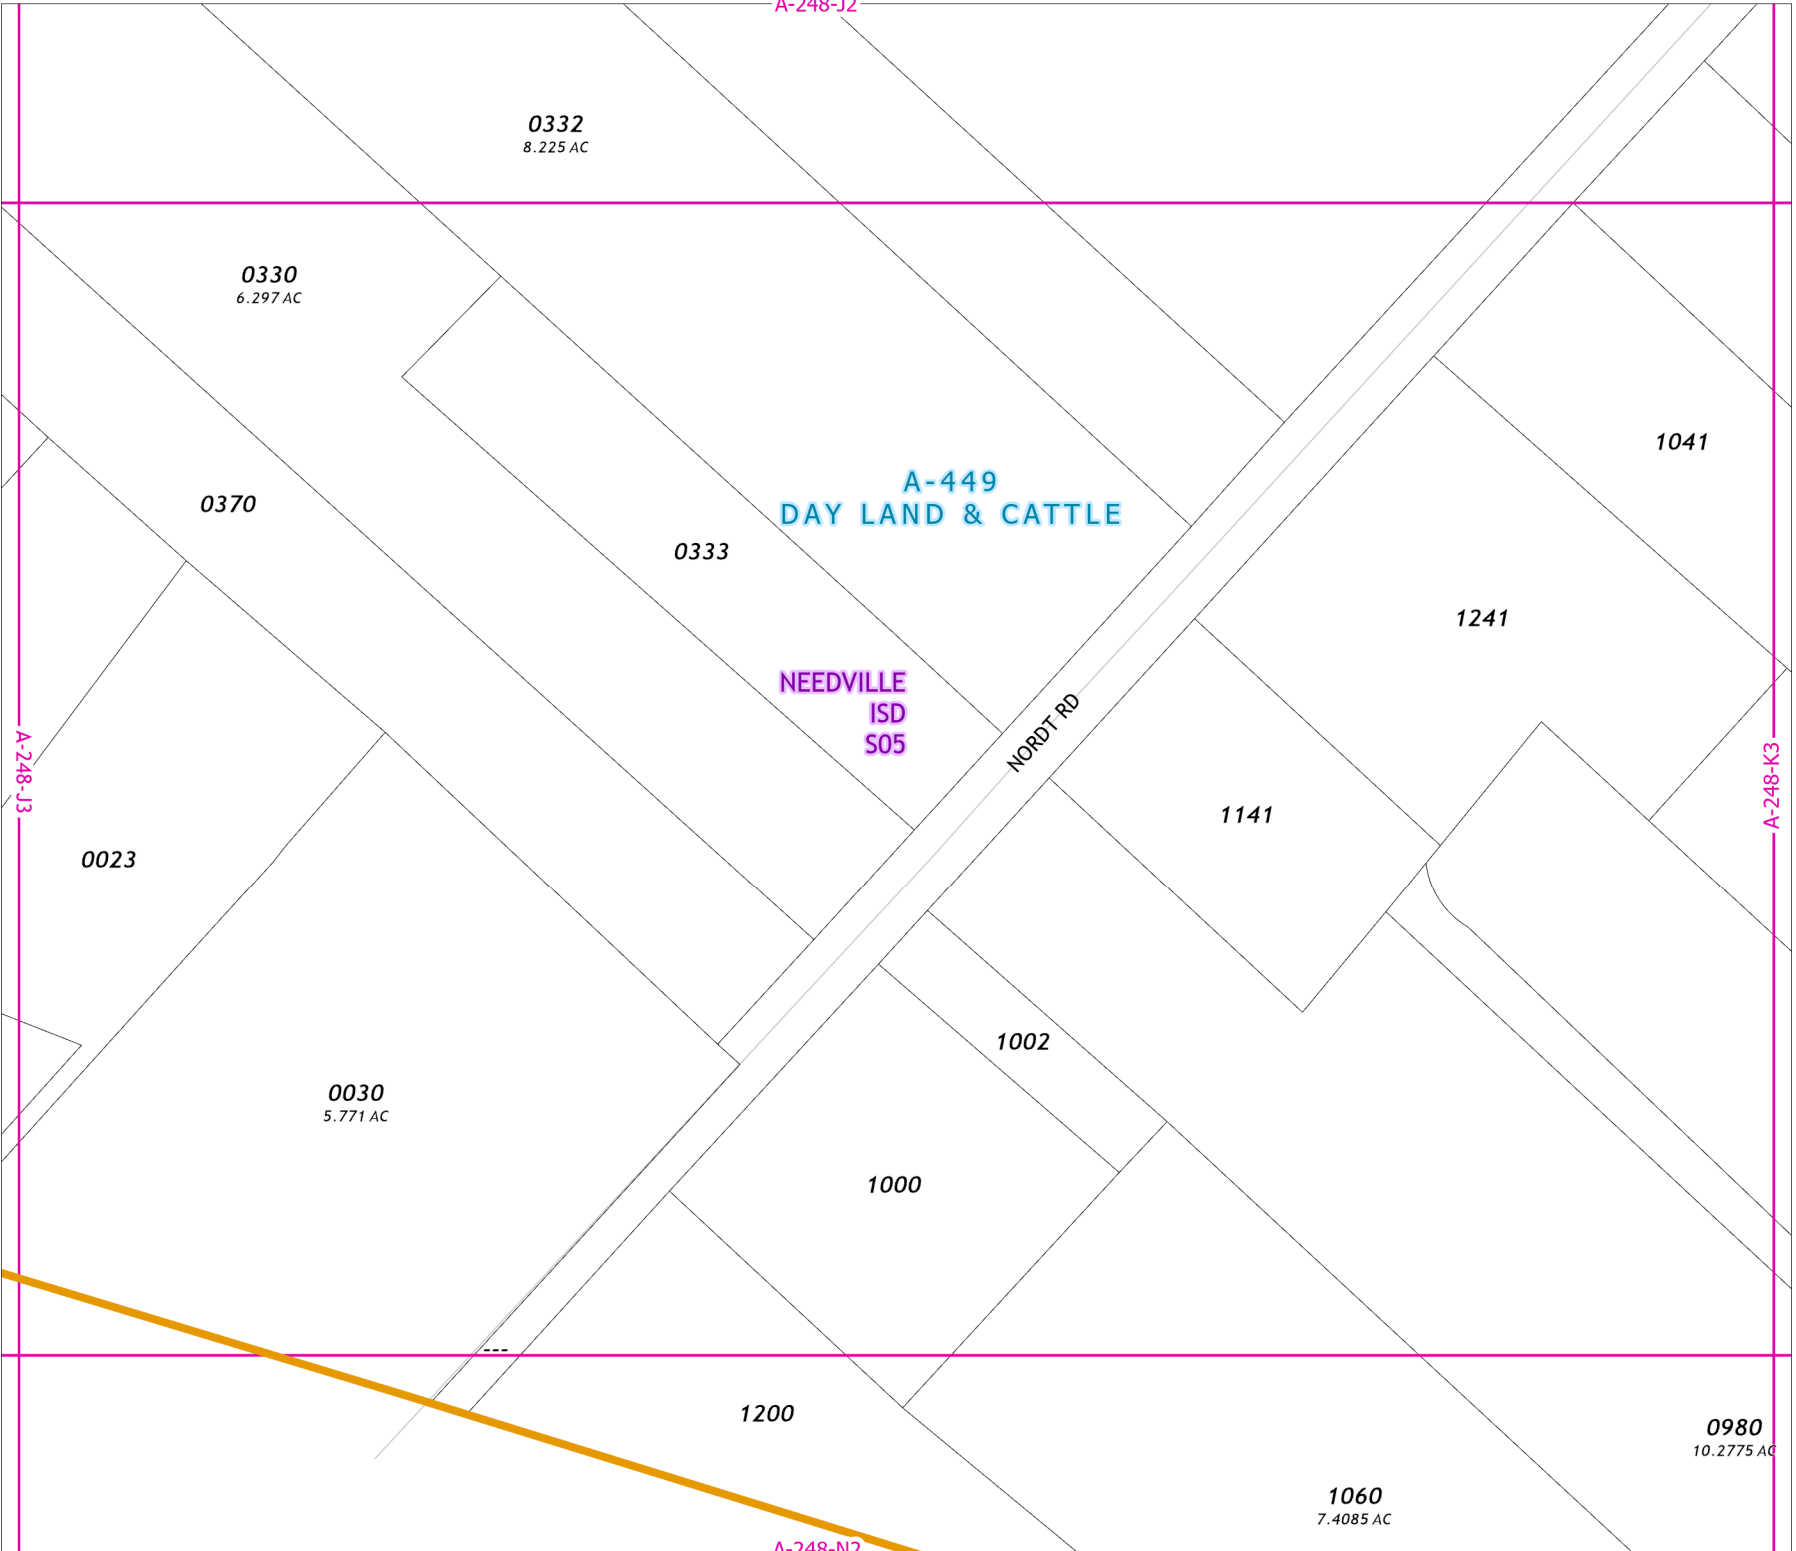 A-248-J2
0332
8.225 AC
0330
6.297 AC
1041
A-449
DAY LAND & CATTLE
0370
0333
1241
NEEDVILLE
ISD
S05
NORDT RD
A-248-J3
A-248-K3
1141
0023
1002
0030
5.771 AC
1000
---
1200
0980
10.2775 AC
1060
7.4085 AC
A-248-N2